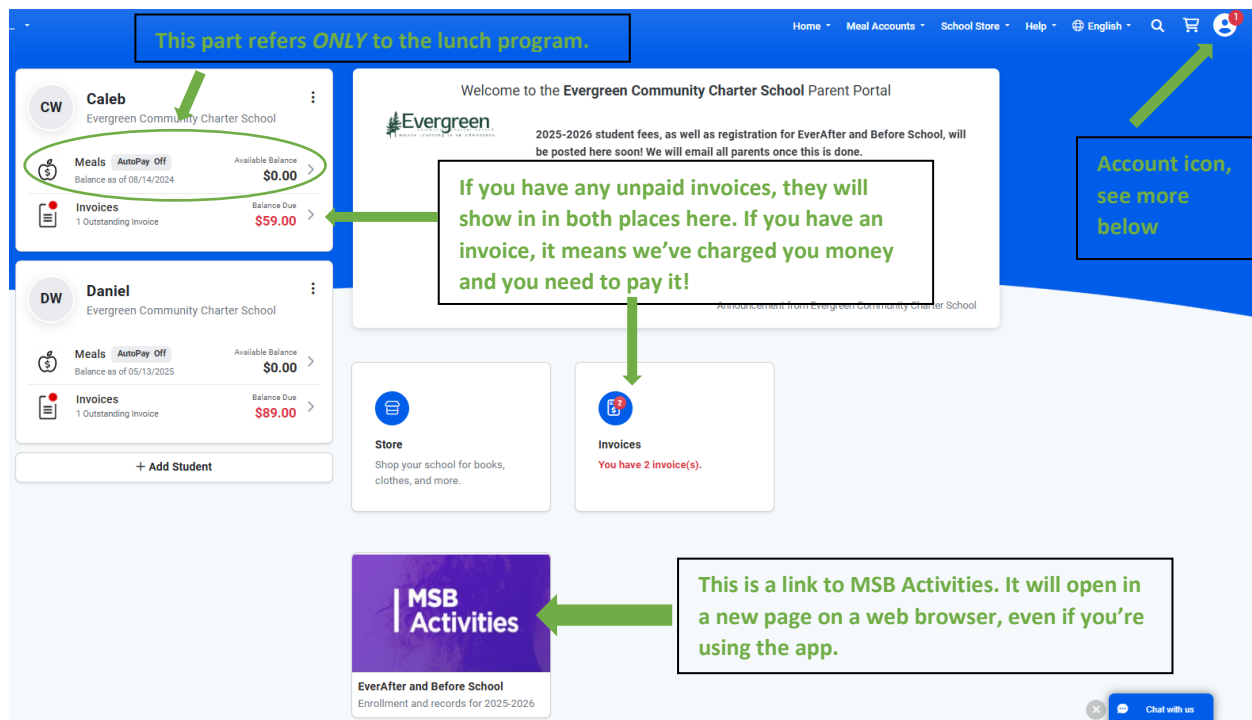 Home Meal Accounts School Store Help English
1
This part refers ONLY to the lunch program.
CW
Caleb
Evergreen Community Charter School
Meals AutoPay Off
Balance as of 08/14/2024
Available Balance
$0.00
Invoices
1 Outstanding Invoice
Balance Due
$59.00
DW
Daniel
Evergreen Community Charter School
Meals AutoPay Off
Balance as of 05/13/2025
Available Balance
$0.00
Invoices
1 Outstanding Invoice
Balance Due
$89.00
+ Add Student
Welcome to the Evergreen Community Charter School Parent Portal
Evergreen
WHERE LEARNING IS AN ADVENTURE
2025-2026 student fees, as well as registration for EverAfter and Before School, will
be posted here soon! We will email all parents once this is done.
If you have any unpaid invoices, they will
show in in both places here. If you have an
invoice, it means we've charged you money
and you need to pay it!
Announcement from Evergreen Community Charter School
Account icon,
see more
below
Store
Shop your school for books,
clothes, and more.
2
Invoices
You have 2 invoice(s).
MSB
Activities
EverAfter and Before School
Enrollment and records for 2025-2026
This is a link to MSB Activities. It will open in
a new page on a web browser, even if you're
using the app.
Chat with us